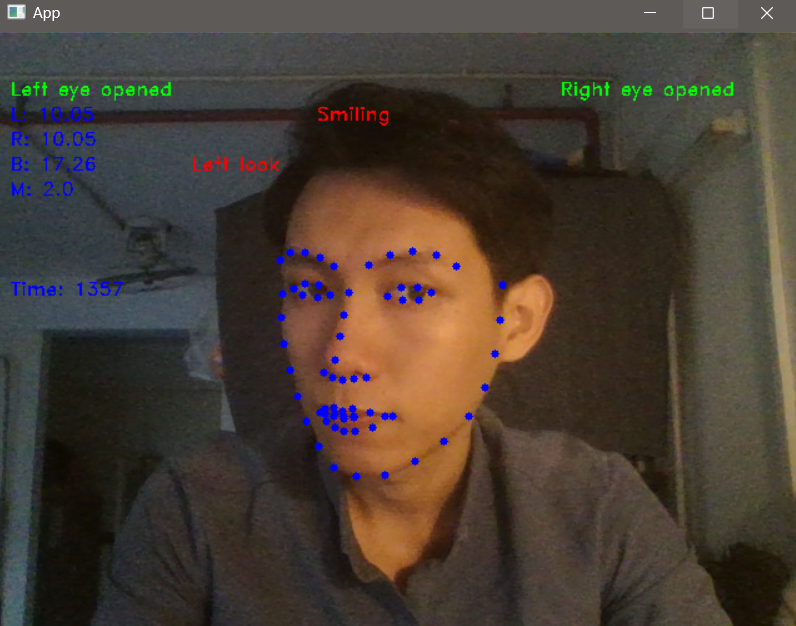 App
Left eye opened
Right eye opened
L: 10.05
Smiling
R: 10.05
B: 17.26
Left look
M: 2.0
Time: 1357